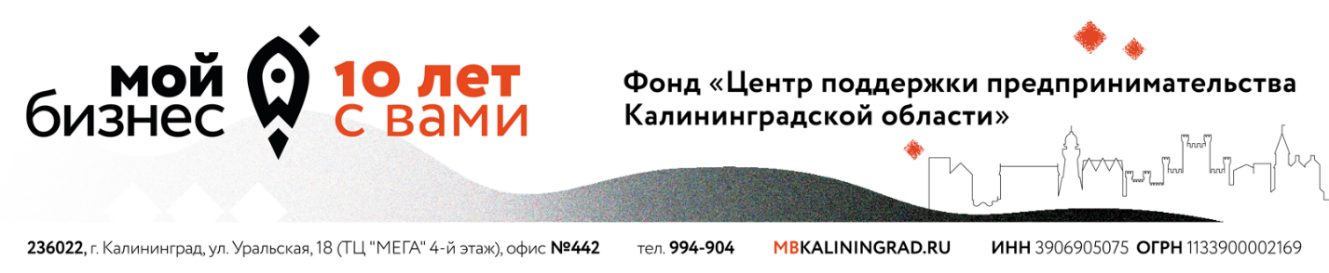 мой
бизнес
10 лет
с вами
Фонд «Центр поддержки предпринимательства
Калининградской области»
236022, г. Калининград, ул. Уральская, 18 (ТЦ "МЕГА" 4-й этаж), офис №442 тел. 994-904 MBKALININGRAD.RU ИНН 3906905075 ОГРН 1133900002169